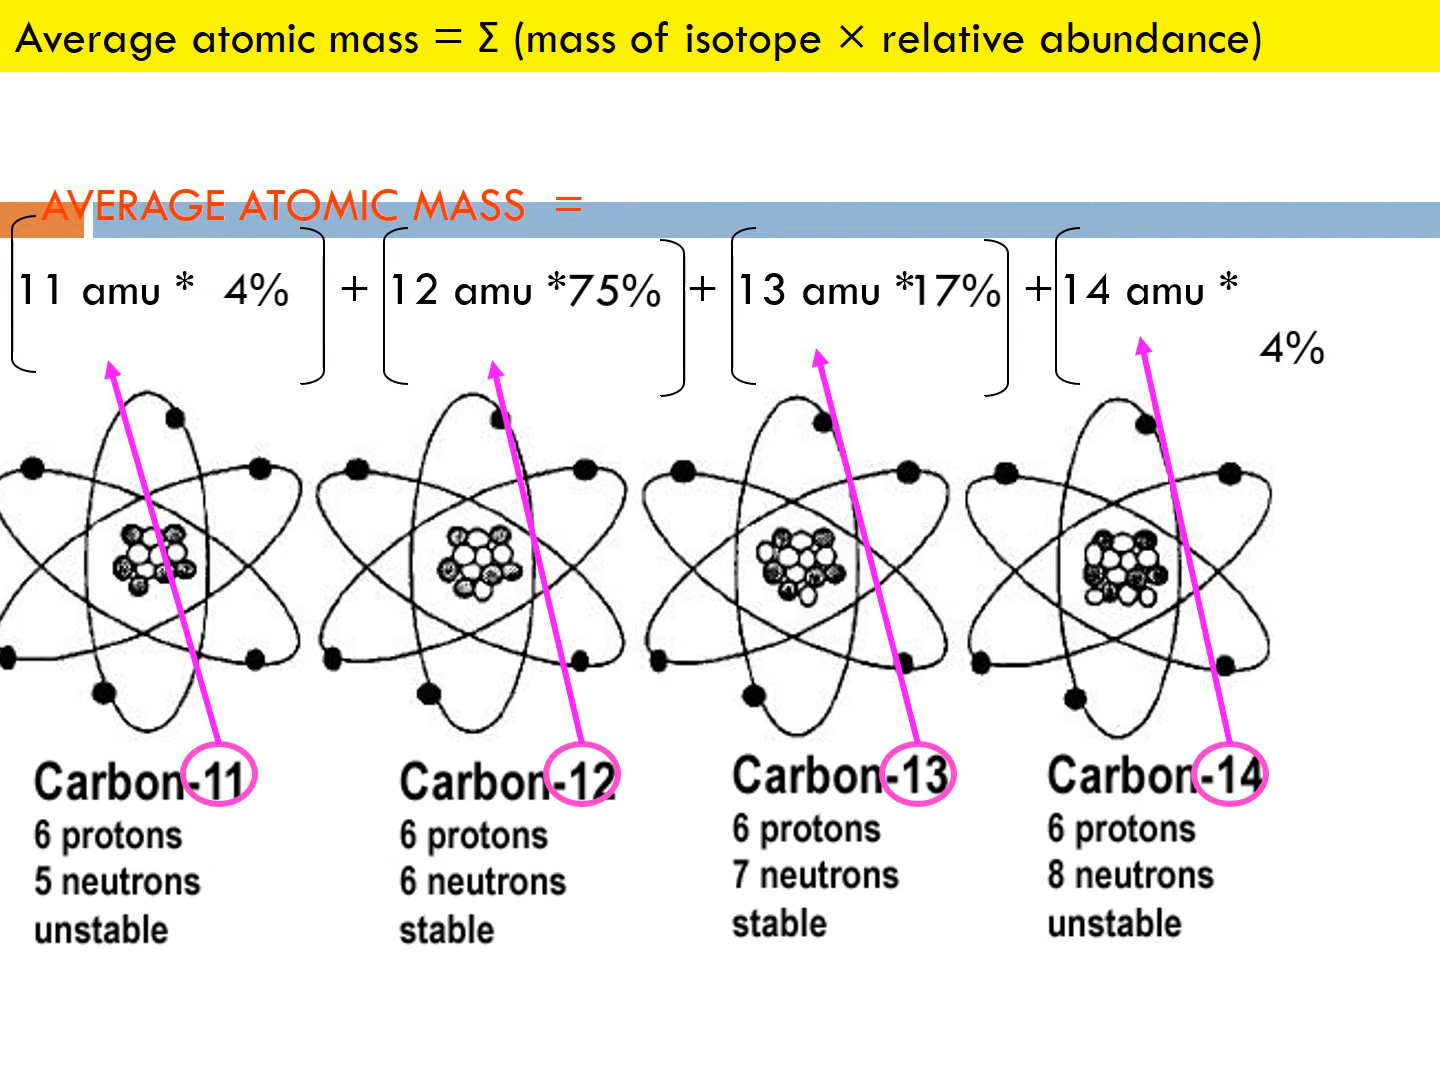 Average atomic mass = Σ (mass of isotope × relative abundance)
AVERAGE ATOMIC MASS =
11 amu * 4% + 12 amu *75% + 13 amu *17% + 14 amu *
4%
Carbon-11
6 protons
5 neutrons
unstable
Carbon-12
6 protons
6 neutrons
stable
Carbon-13
6 protons
7 neutrons
stable
Carbon-14
6 protons
8 neutrons
unstable